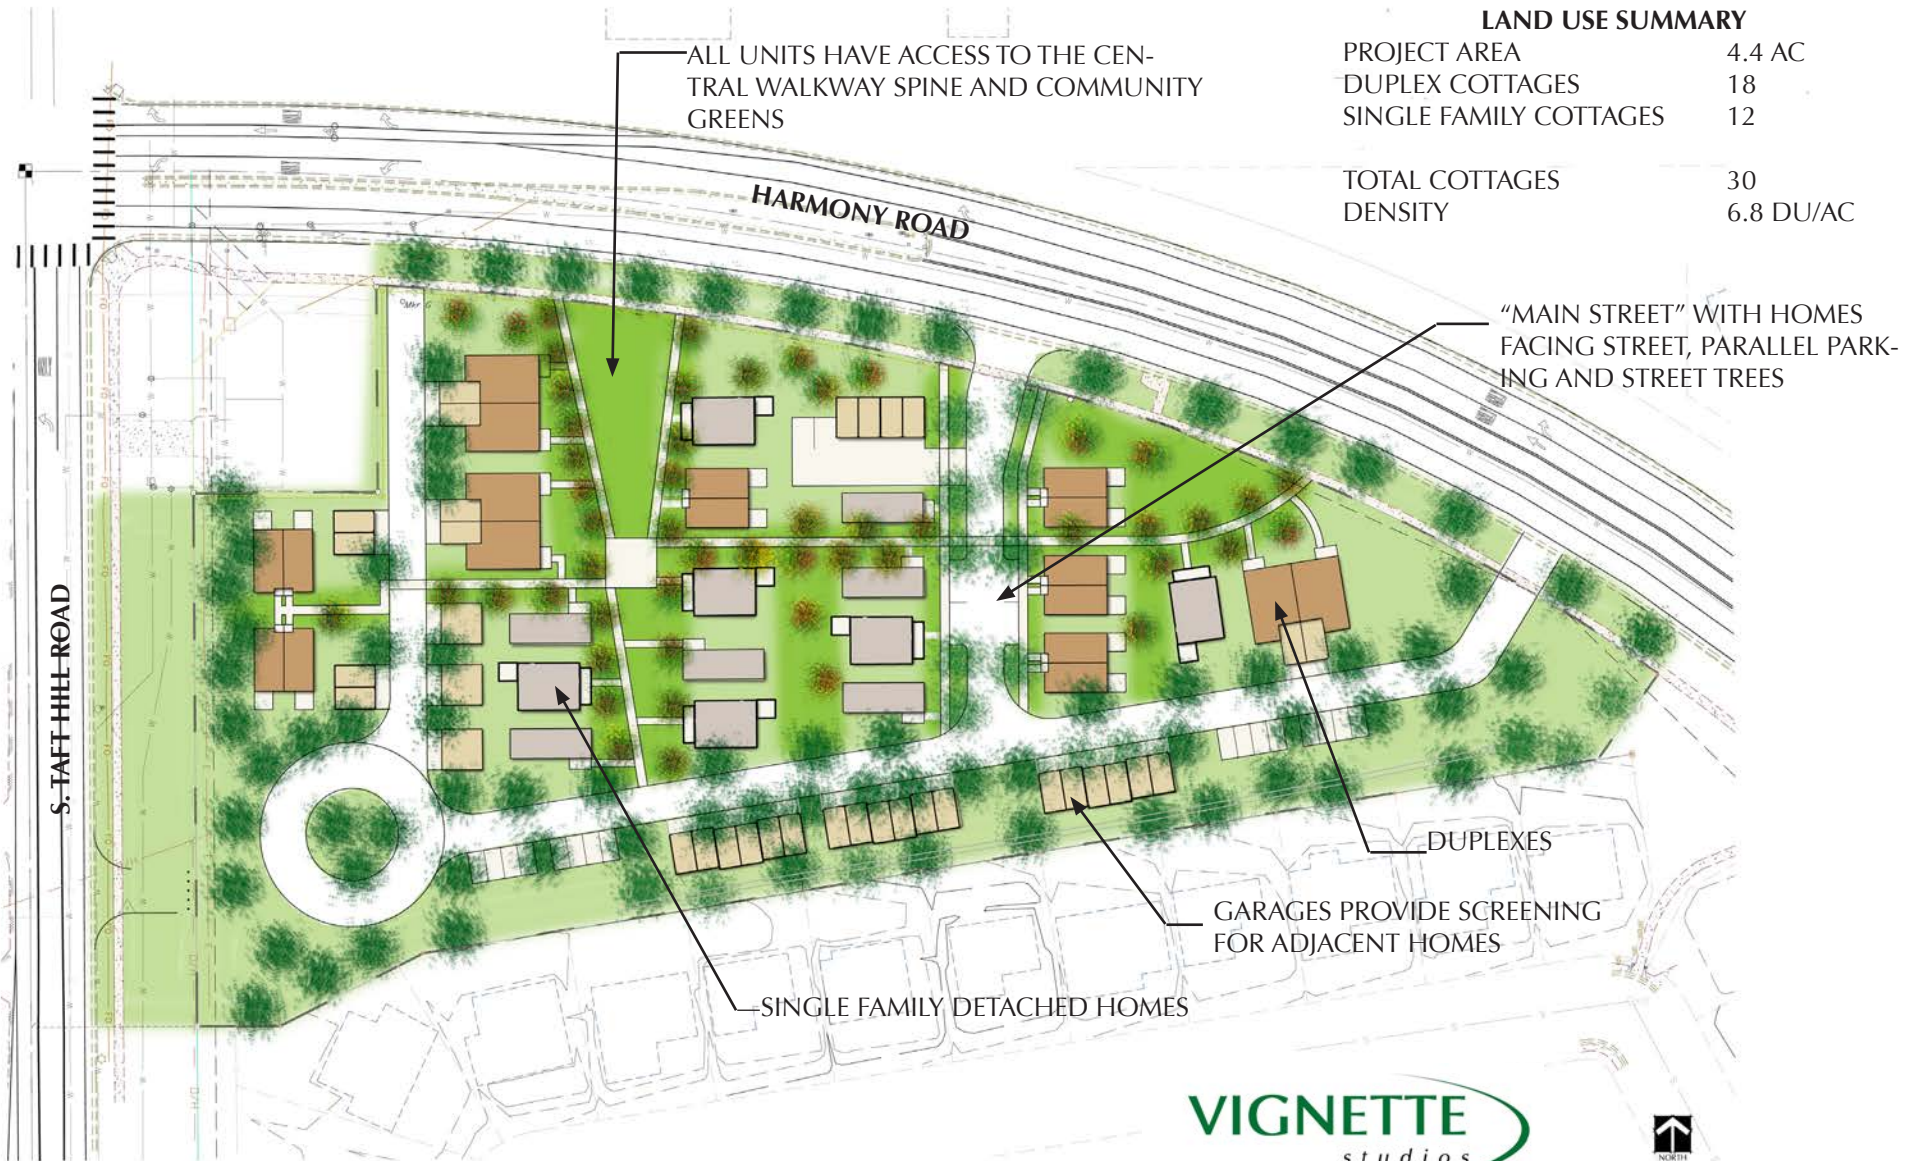 LAND USE SUMMARY
PROJECT AREA 4.4 AC
DUPLEX COTTAGES 18
SINGLE FAMILY COTTAGES 12
TOTAL COTTAGES 30
DENSITY 6.8 DU/AC
ALL UNITS HAVE ACCESS TO THE CEN-
TRAL WALKWAY SPINE AND COMMUNITY
GREENS
HARMONY ROAD
"MAIN STREET" WITH HOMES
FACING STREET, PARALLEL PARK-
ING AND STREET TREES
S. TAFT HILL ROAD
DUPLEXES
GARAGES PROVIDE SCREENING
FOR ADJACENT HOMES
SINGLE FAMILY DETACHED HOMES
VIGNETTE
studios
NORTH